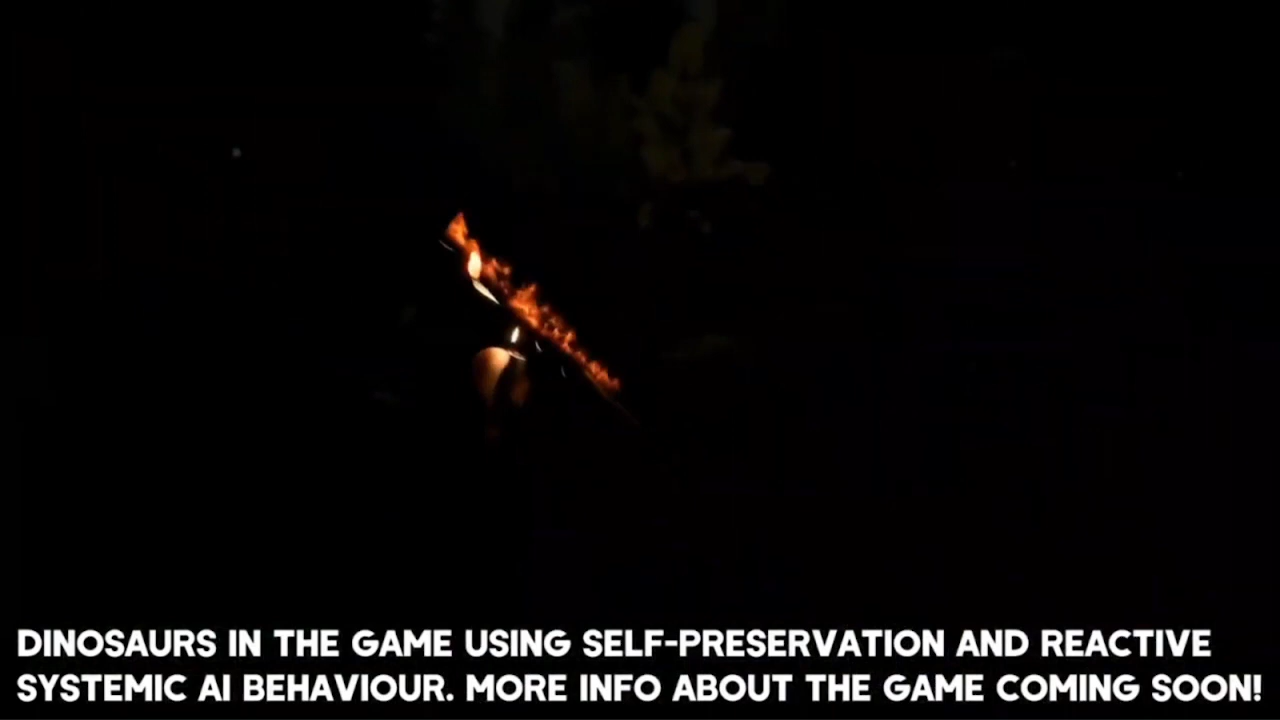 DINOSAURS IN THE GAME USING SELF-PRESERVATION AND REACTIVE
SYSTEMIC AI BEHAVIOUR. MORE INFO ABOUT THE GAME COMING SOON!